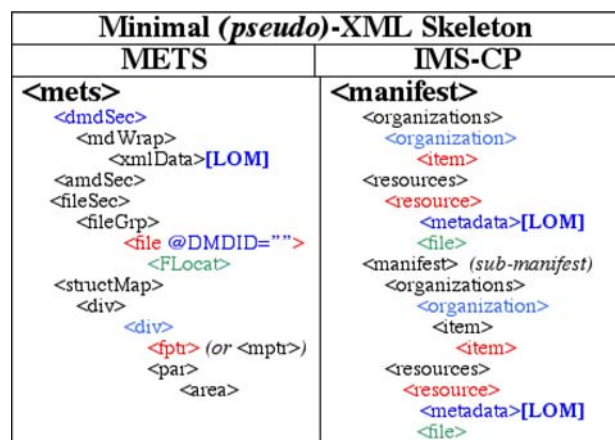 Minimal (pseudo)-XML Skeleton
METS
<mets>
<dmdSec>
<mdWrap>
<xmlData>[LOM]
<amdSec>
<fileSec>
<fileGrp>
<file @DMDID=””>
<FLocat>
<structMap>
<div>
<div>
<fptr> (or <mptr>)
<par>
<area>
IMS-CP
<manifest>
<organizations>
<organization>
<item>
<resources>
<resource>
<metadata>[LOM]
<file>
<manifest> (sub-manifest)
<organizations>
<organization>
<item>
<item>
<resources>
<resource>
<metadata>[LOM]
<file>